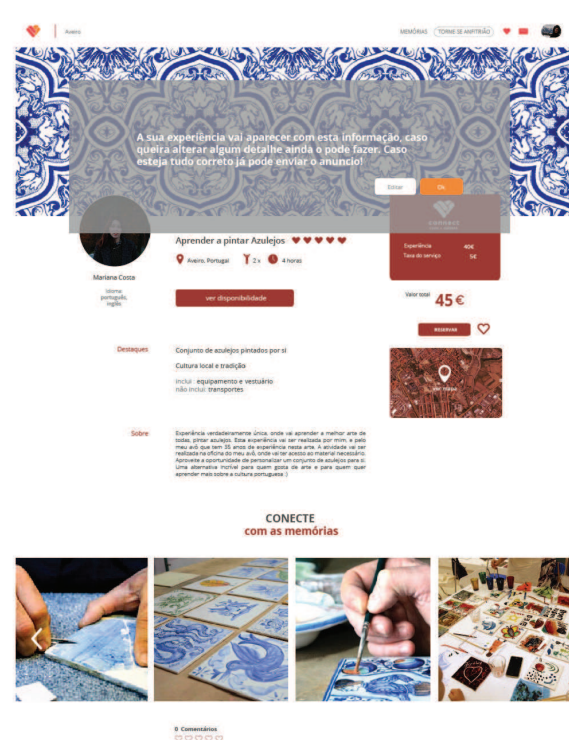 Aveiro
MEMÓRIAS
TORNE SE ANFITRIÃO
A sua experiência vai aparecer com esta informação, caso
queira alterar algum detalhe ainda o pode fazer. Caso
esteja tudo correto já pode enviar o anuncio!
Editar
Ok
connect
Aprender a pintar Azulejos
Aveiro, Portugal
2 x
4 horas
Experiência 40€
Taxa do serviço 5€
Mariana Costa
Idioma
português,
inglês
ver disponibilidade
Valor total 45 €
RESERVAR
Destaques
Conjunto de azulejos pintados por si
Cultura local e tradição
inclui : equipamento e vestuário
não inclui: transportes
ver mapa
Sobre
Experiência verdadeiramente única, onde vai aprender a melhor arte de
todas, pintar azulejos. Esta experiência vai ser realizada por mim, e pelo
meu avô que tem 35 anos de experiência nesta arte. A atividade vai ser
realizada na oficina do meu avô, onde vai ter acesso ao material necessário.
Aproveite a oportunidade de personalizar um conjunto de azulejos para si.
Uma alternativa incrível para quem gosta de arte e para quem quer
aprender mais sobre a cultura portuguesa :)
CONECTE
com as memórias
0 Comentários